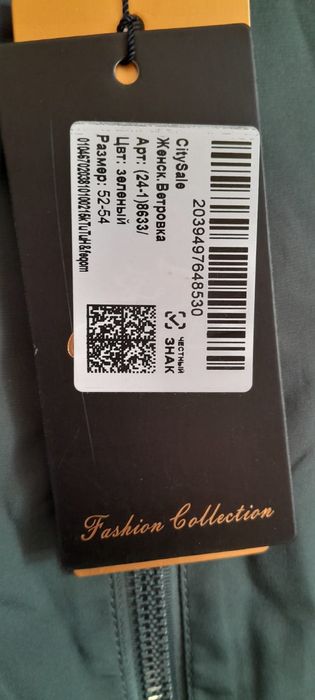 CitySale
Женск.Ветровка
Арт: (24-1)8633/
Цвт: зеленый
Размер: 52-54
2039497648530
ЧЕСТНЫЙ
ЗНАК
Fashion Collection